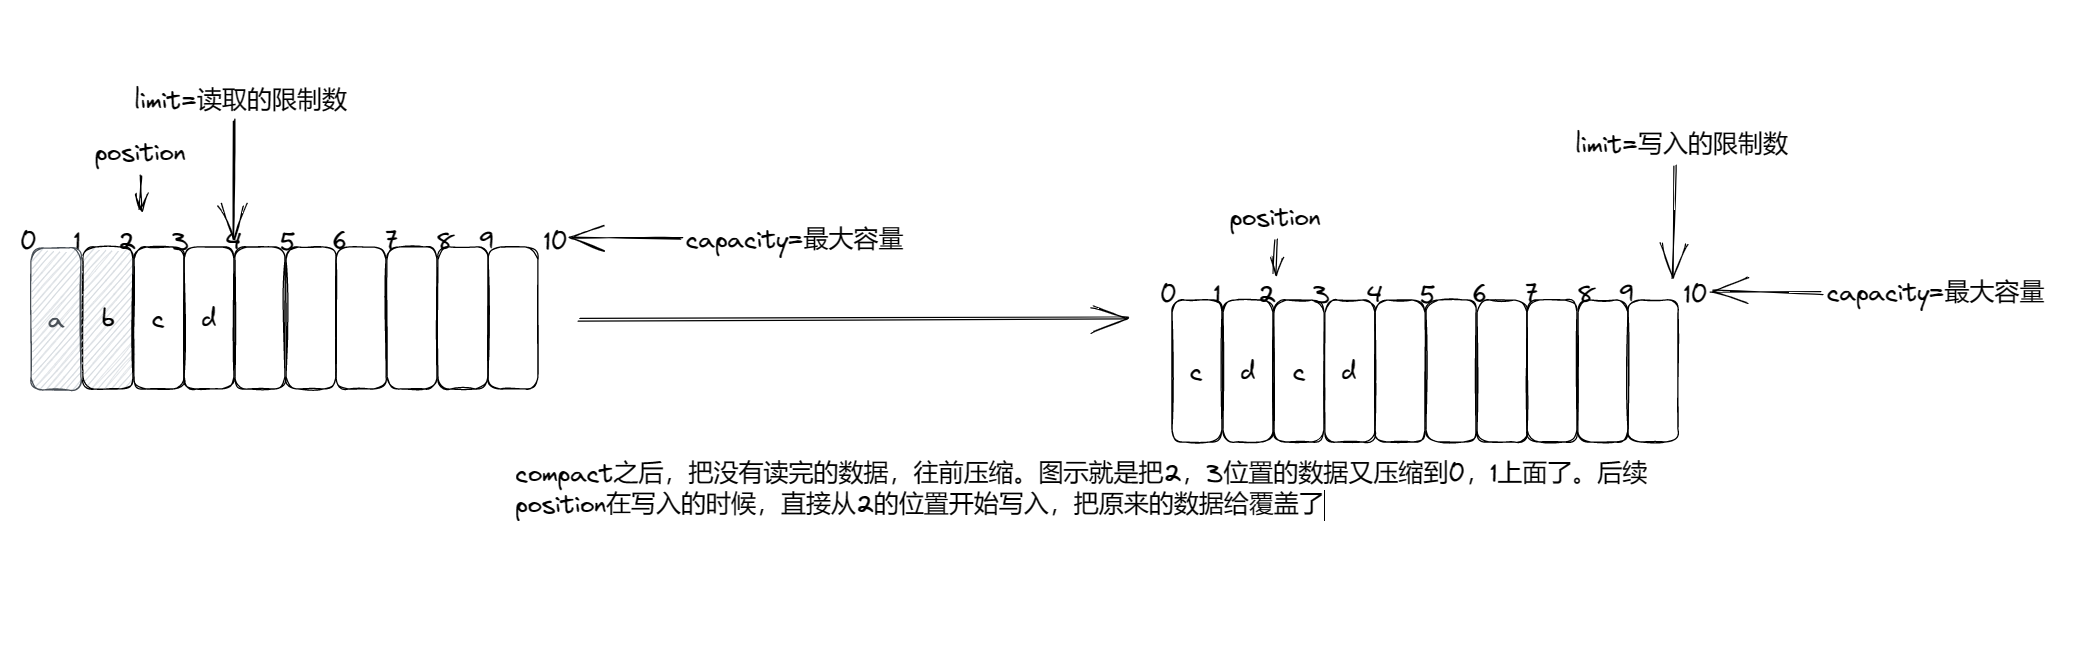 limit=读取的限制数
position
0 1 2 3 4 5 6 7 8 9 10
capacity=最大容量
a b c d
limit=写入的限制数
position
0 1 2 3 4 5 6 7 8 9 10
capacity=最大容量
c d c d
compact之后，把没有读完的数据，往前压缩。图示就是把2，3位置的数据又压缩到0，1上面了。后续
position在写入的时候，直接从2的位置开始写入，把原来的数据给覆盖了